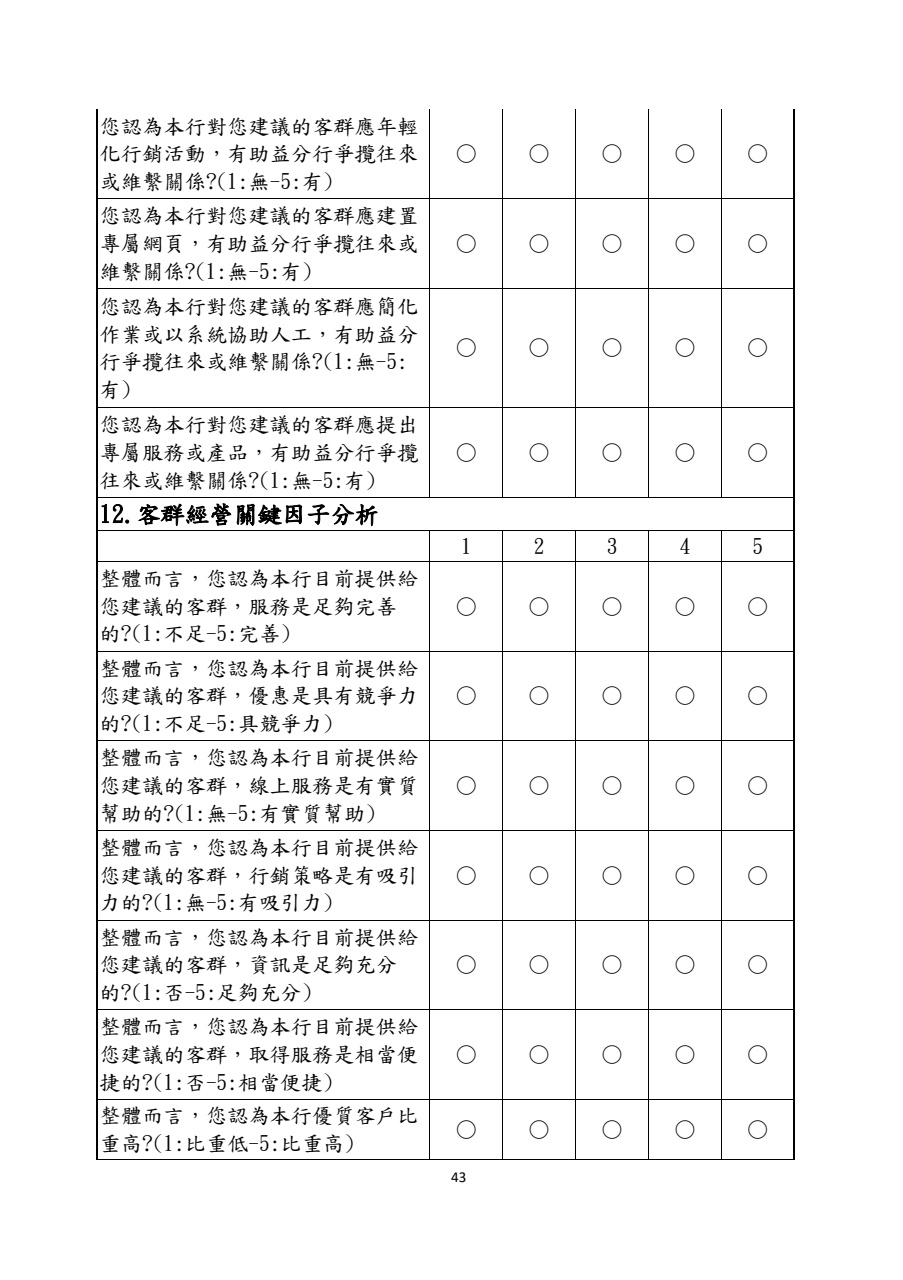 您認為本行對您建議的客群應年輕
化行銷活動，有助益分行爭攬往來
或維繫關係?(1:無-5:有)
○ ○ ○ ○ ○
您認為本行對您建議的客群應建置
專屬網頁，有助益分行爭攬往來或
維繫關係?(1:無-5:有)
○ ○ ○ ○ ○
您認為本行對您建議的客群應簡化
作業或以系統協助人工，有助益分
行爭攬往來或維繫關係?(1:無-5:
有)
○ ○ ○ ○ ○
您認為本行對您建議的客群應提出
專屬服務或產品，有助益分行爭攬
往來或維繫關係?(1:無-5:有)
○ ○ ○ ○ ○
12.客群經營關鍵因子分析
1 2 3 4 5
整體而言，您認為本行目前提供給
您建議的客群，服務是足夠完善
的?(1:不足-5:完善)
○ ○ ○ ○ ○
整體而言，您認為本行目前提供給
您建議的客群，優惠是具有競爭力
的?(1:不足-5:具競爭力)
○ ○ ○ ○ ○
整體而言，您認為本行目前提供給
您建議的客群，線上服務是有實質
幫助的?(1:無-5:有實質幫助)
○ ○ ○ ○ ○
整體而言，您認為本行目前提供給
您建議的客群，行銷策略是有吸引
力的?(1:無-5:有吸引力)
○ ○ ○ ○ ○
整體而言，您認為本行目前提供給
您建議的客群，資訊是足夠充分
的?(1:否-5:足夠充分)
○ ○ ○ ○ ○
整體而言，您認為本行目前提供給
您建議的客群，取得服務是相當便
捷的?(1:否-5:相當便捷)
○ ○ ○ ○ ○
整體而言，您認為本行優質客戶比
重高?(1:比重低-5:比重高)
○ ○ ○ ○ ○
43